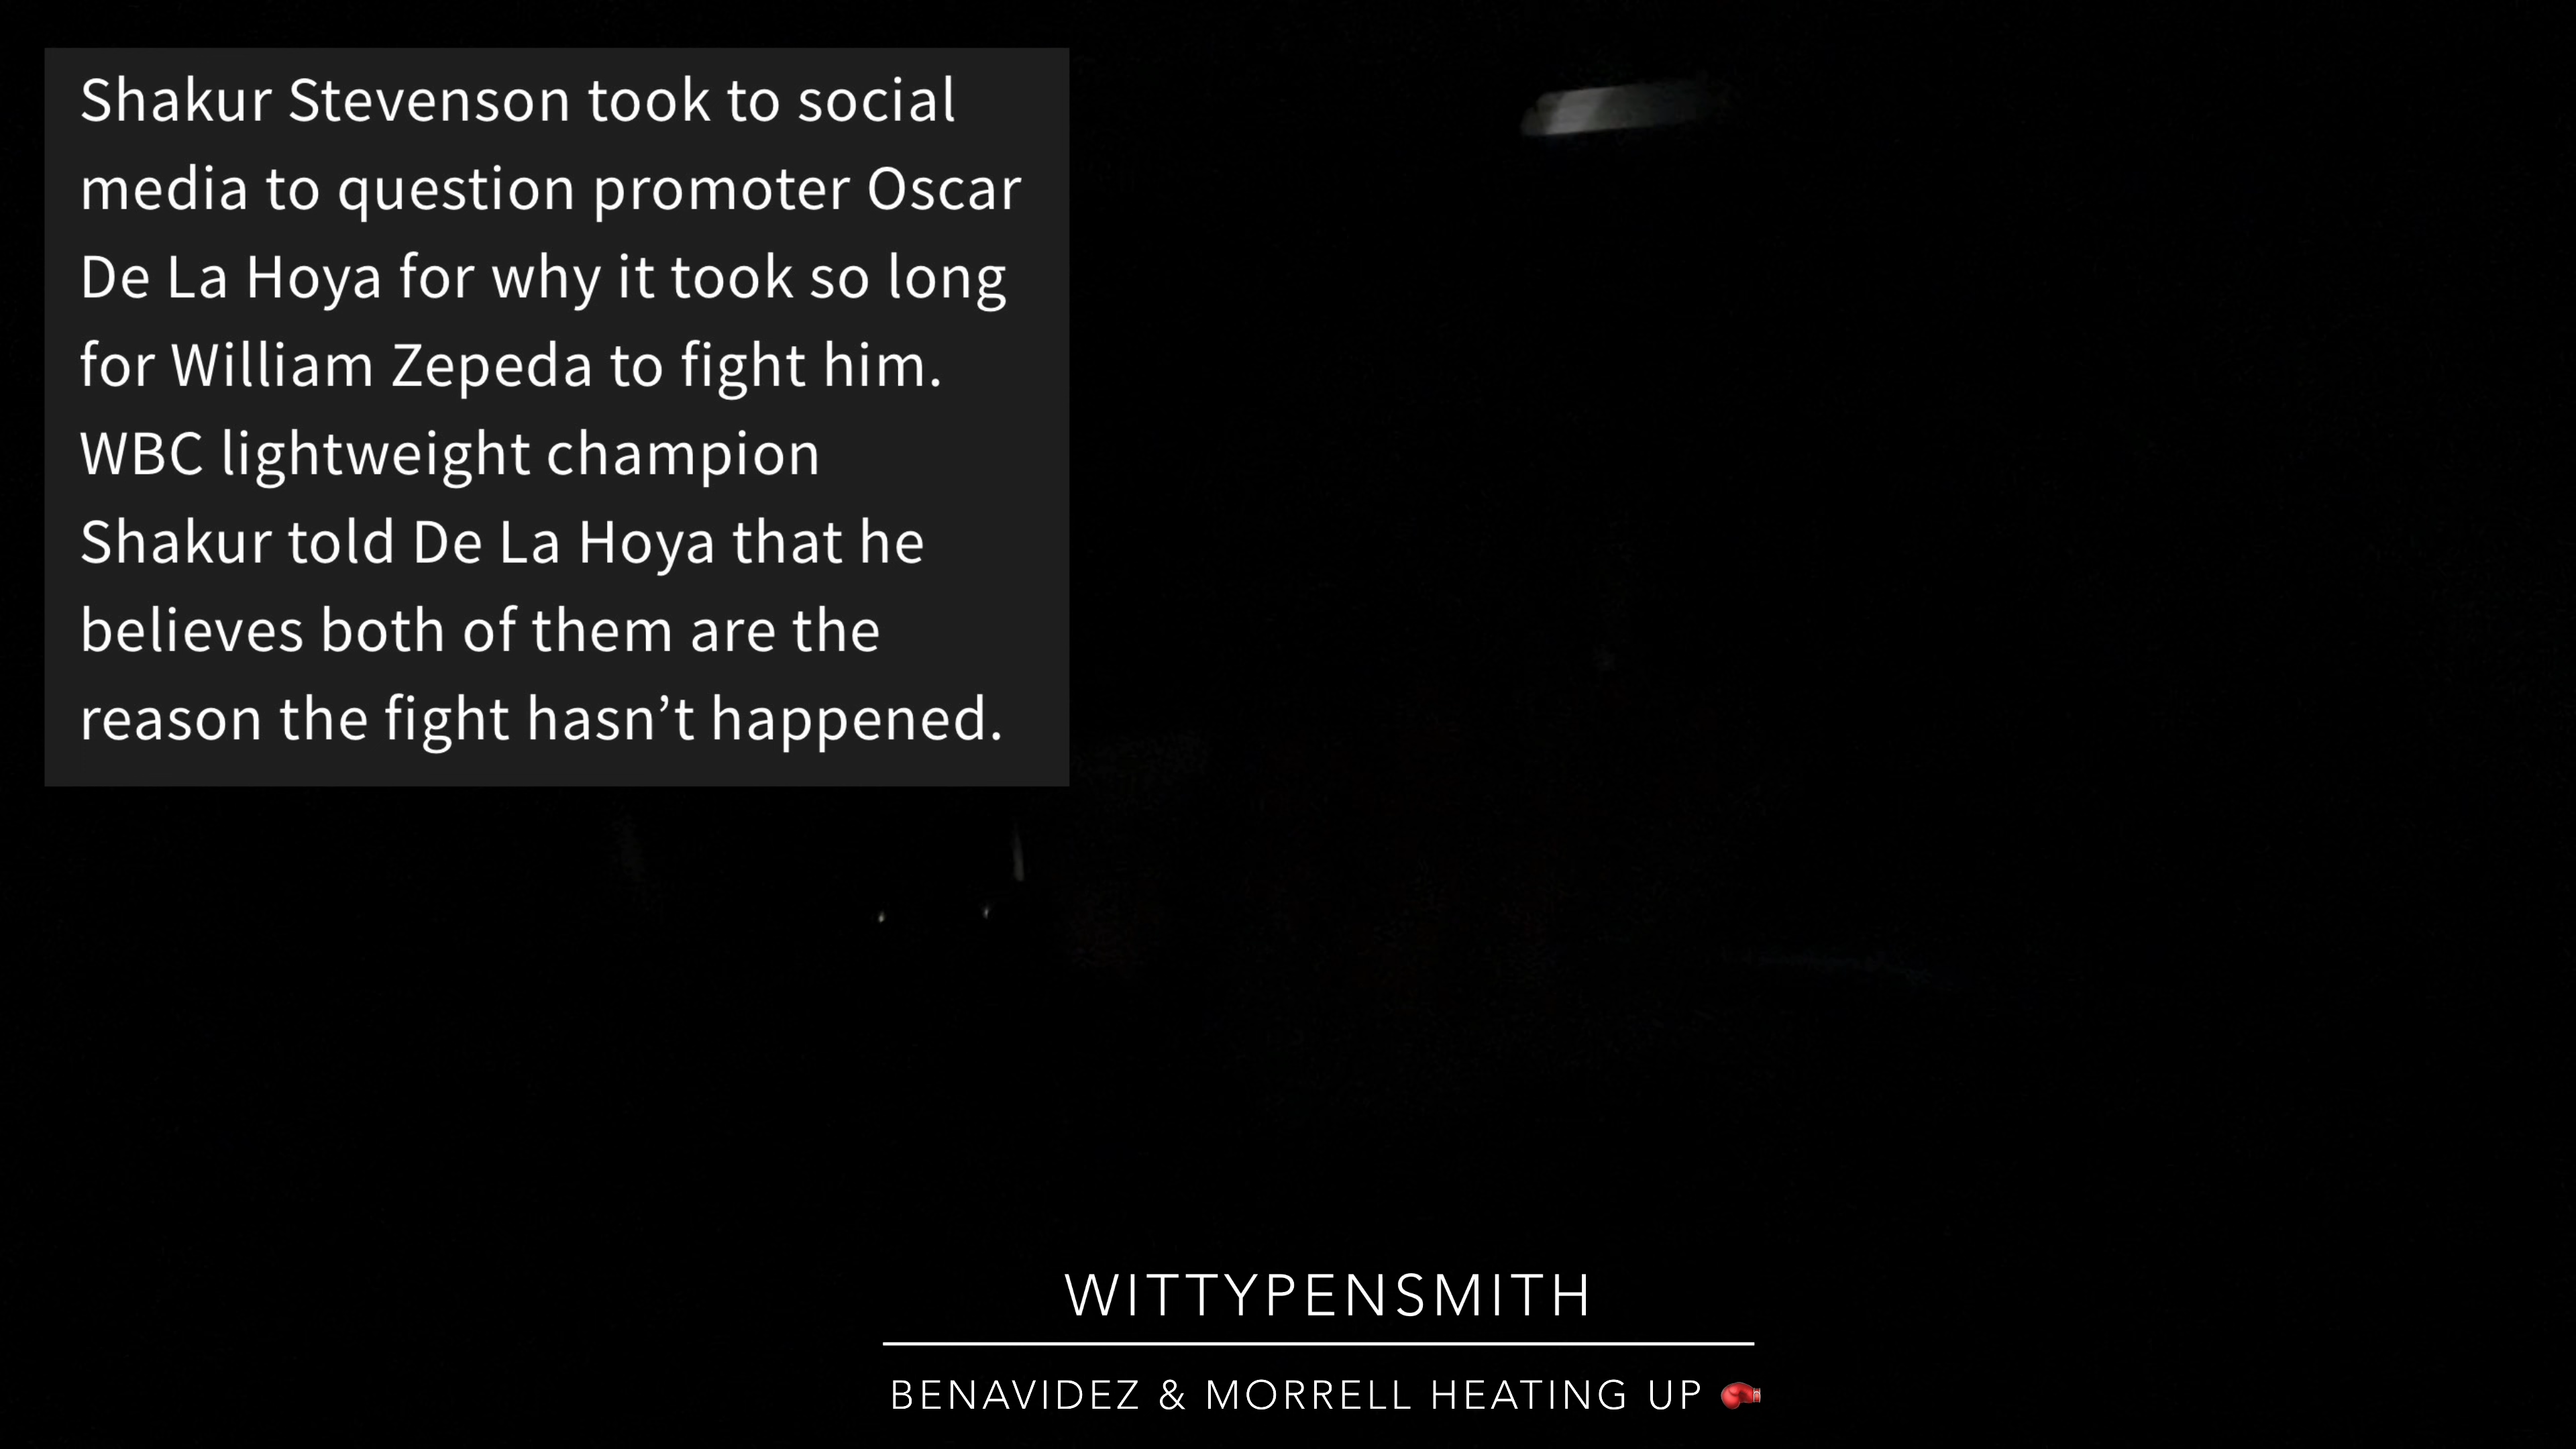 Shakur Stevenson took to social
media to question promoter Oscar
De La Hoya for why it took so long
for William Zepeda to fight him.
WBC lightweight champion
Shakur told De La Hoya that he
believes both of them are the
reason the fight hasn’t happened.
WITTYPENSMITH
BENAVIDEZ & MORRELL HEATING UP 🥊